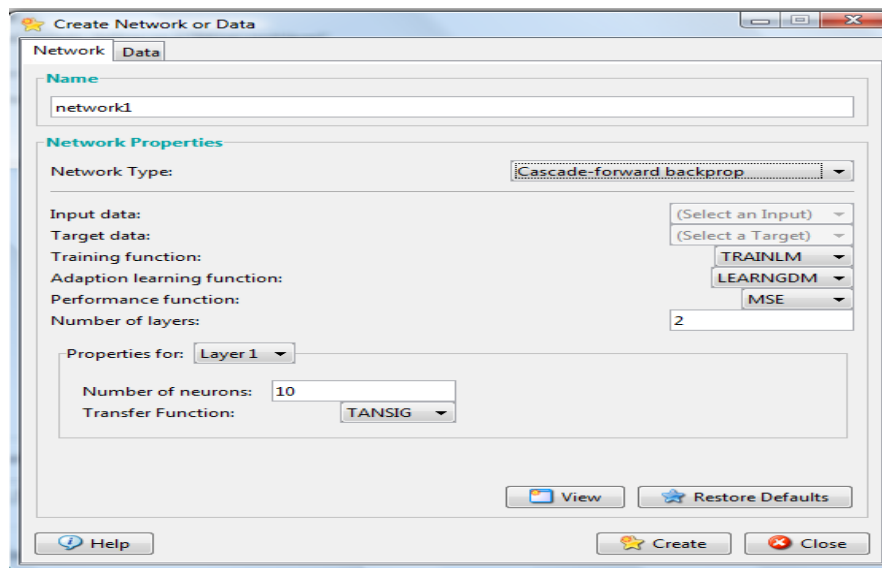 Create Network or Data
Network Data
Name
network1
Network Properties
Network Type: Cascade-forward backprop
Input data: (Select an Input)
Target data: (Select a Target)
Training function: TRAINLM
Adaption learning function: LEARNGDM
Performance function: MSE
Number of layers: 2
Properties for: Layer 1
Number of neurons: 10
Transfer Function: TANSIG
View Restore Defaults
Help Create Close